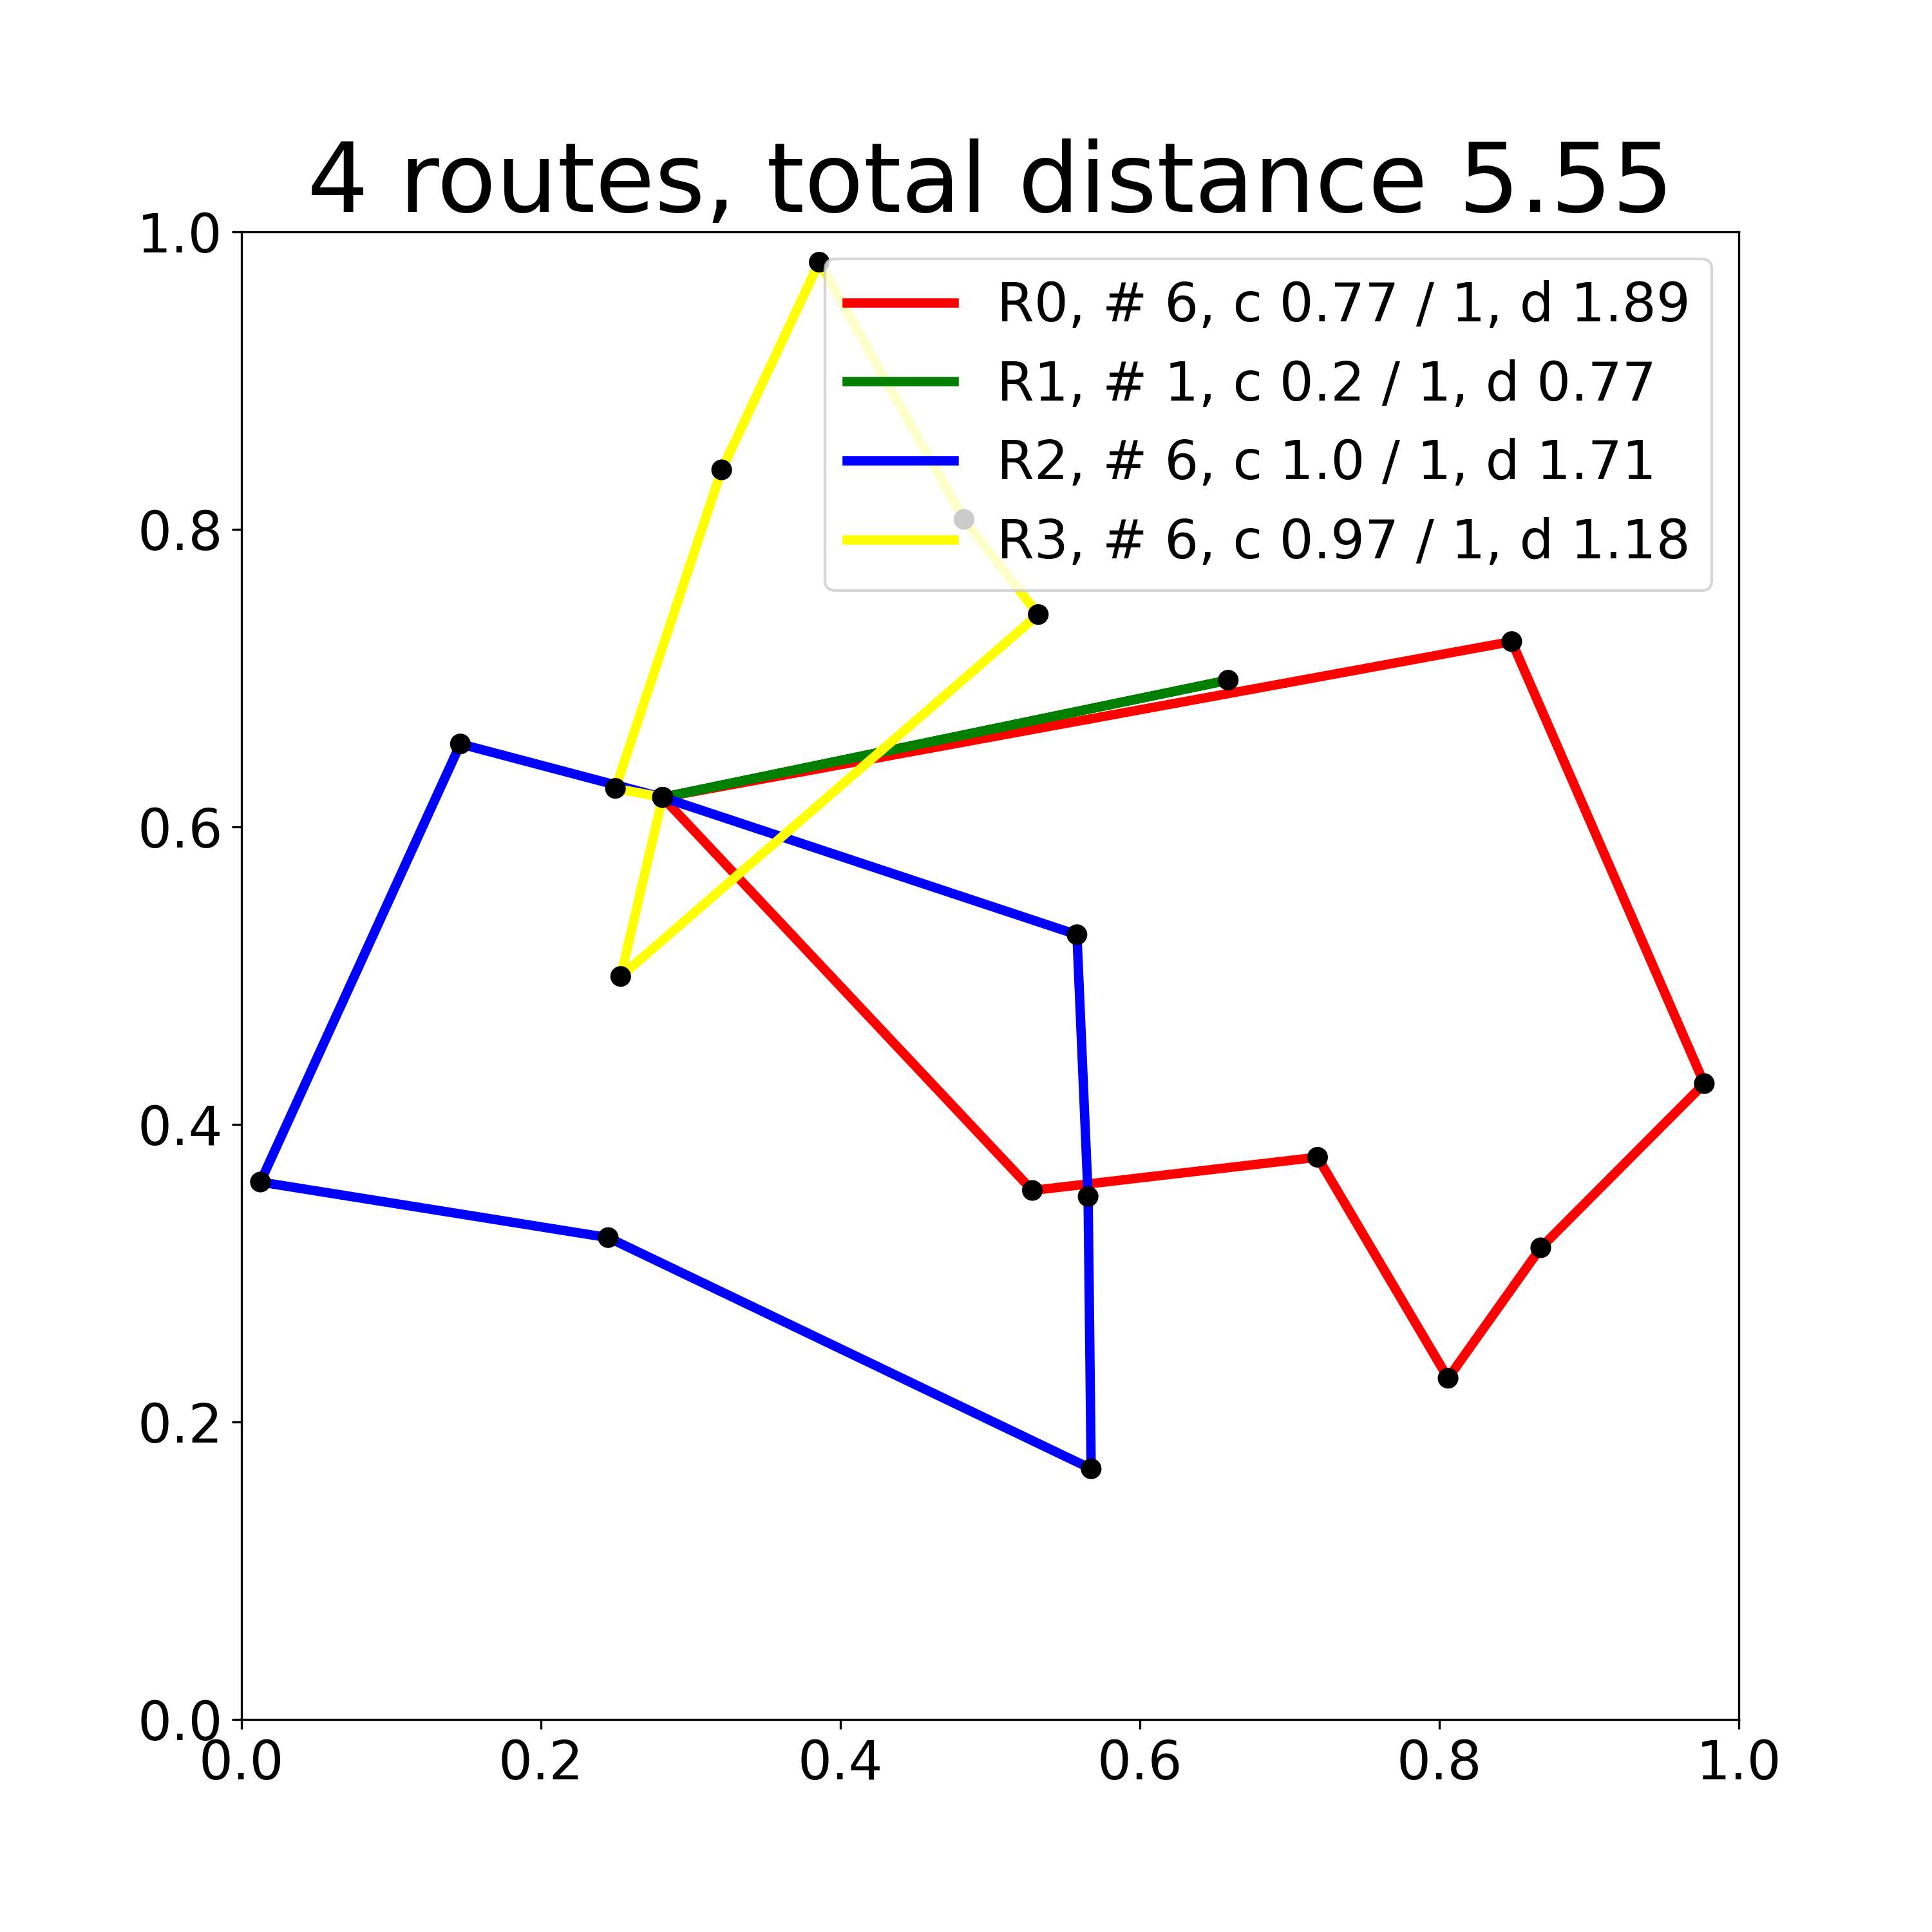 4 routes, total distance 5.55
1.0
R0, # 6, c 0.77 / 1, d 1.89
R1, # 1, c 0.2 / 1, d 0.77
R2, # 6, c 1.0 / 1, d 1.71
R3, # 6, c 0.97 / 1, d 1.18
0.8
0.6
0.4
0.2
0.0
0.0 0.2 0.4 0.6 0.8 1.0